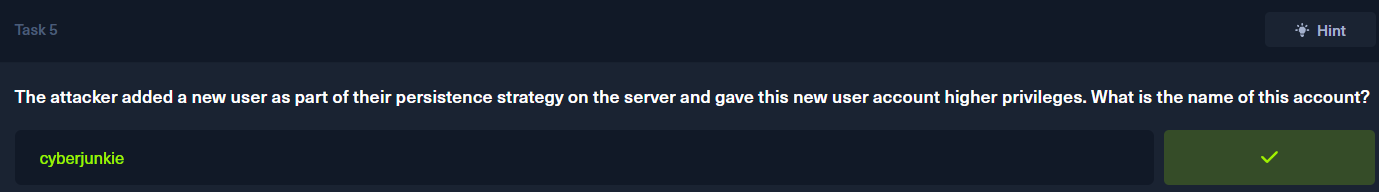 Task 5
Hint
The attacker added a new user as part of their persistence strategy on the server and gave this new user account higher privileges. What is the name of this account?
cyberjunkie